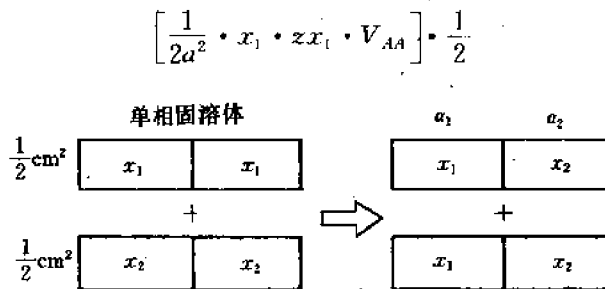 [1/2a² · x₁ · zx₁ · V_AA] · 1/2
单相固溶体 a₂ a₂
1/2 cm² x₁ x₁ x₁ x₂
+ +
1/2 cm² x₂ x₂ x₁ x₂